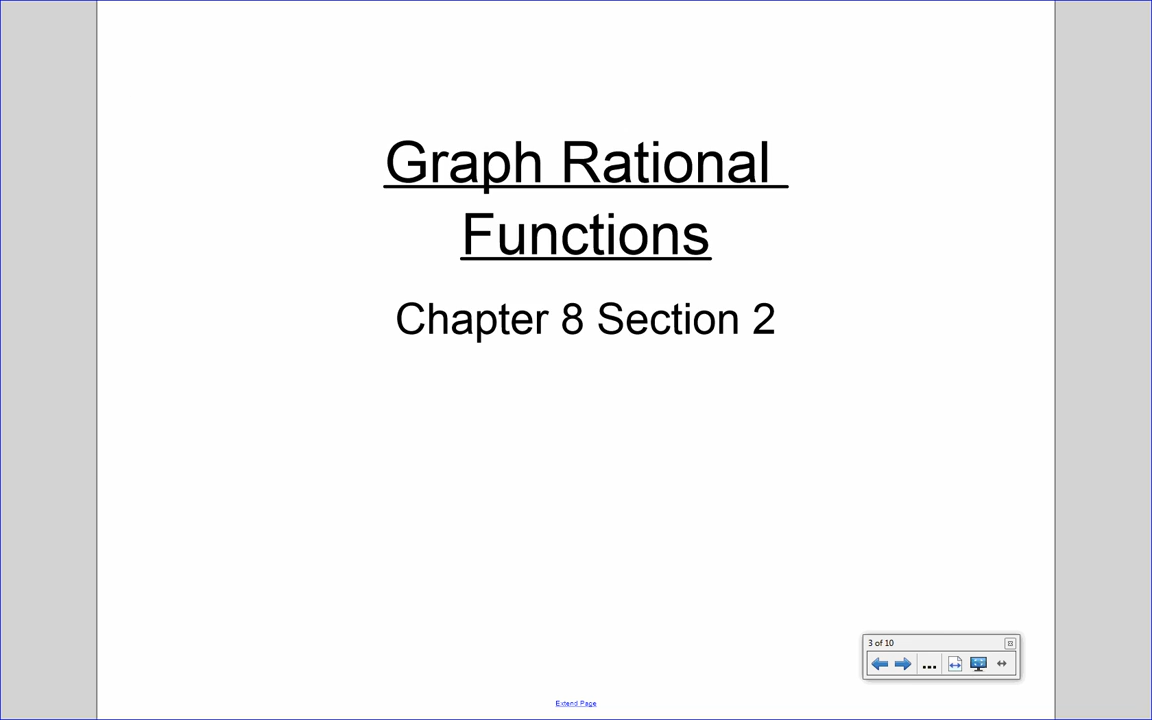 Graph Rational
Functions
Chapter 8 Section 2
3 of 10
...
Extend Page